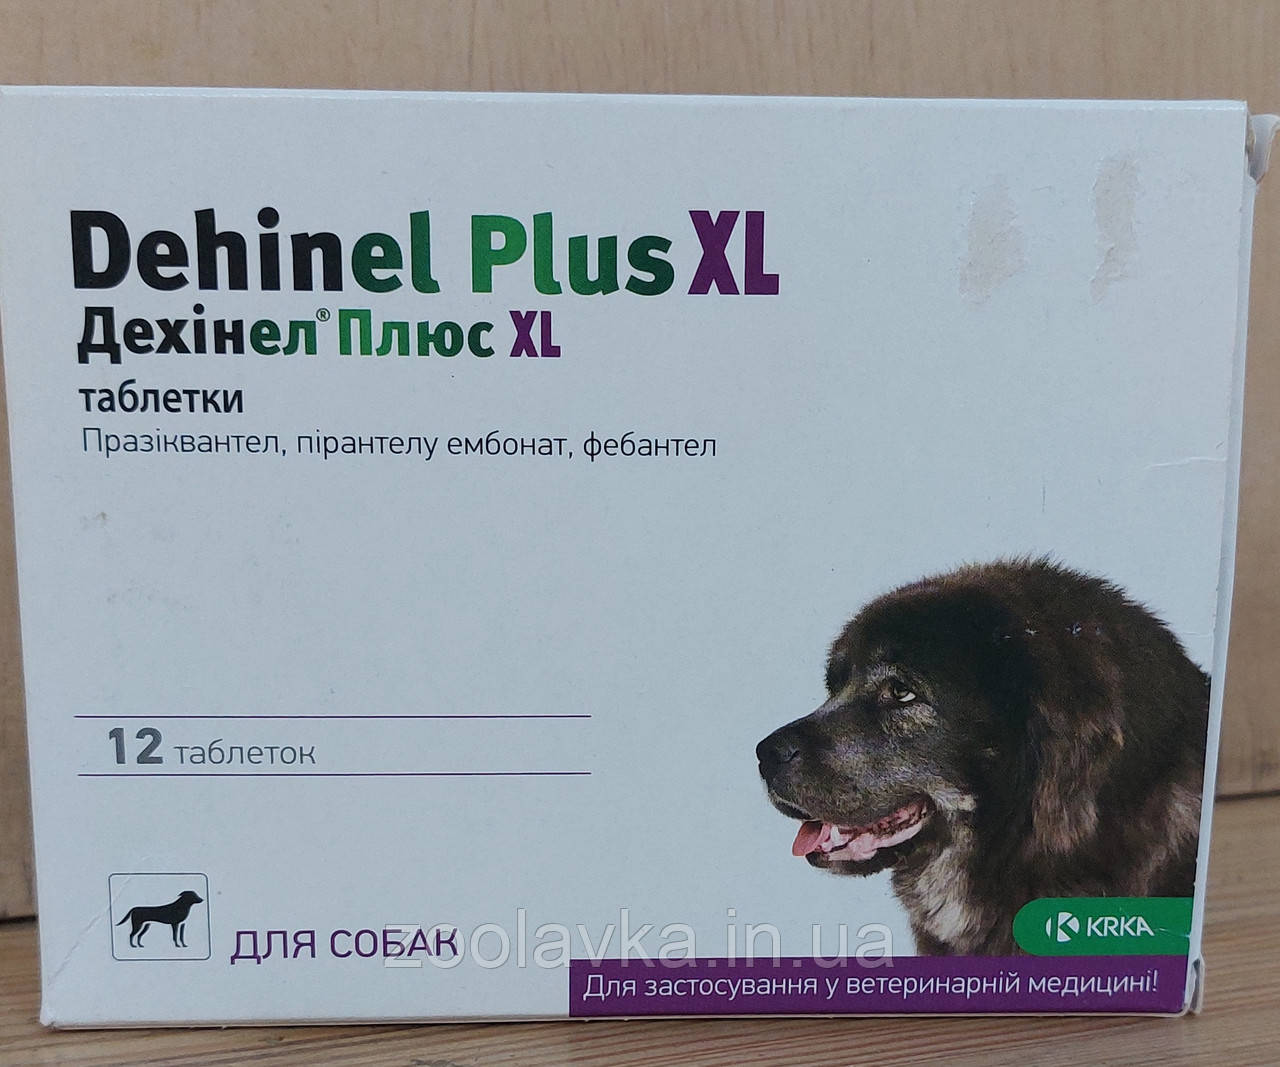 Dehinel Plus XL
Дехінел® Плюс XL
таблетки
Празіквантел, пірантелу ембонат, фебантел
12 таблеток
ДЛЯ СОБАК
zoolavka.in.ua
KRKA
Для застосування у ветеринарній медицині!